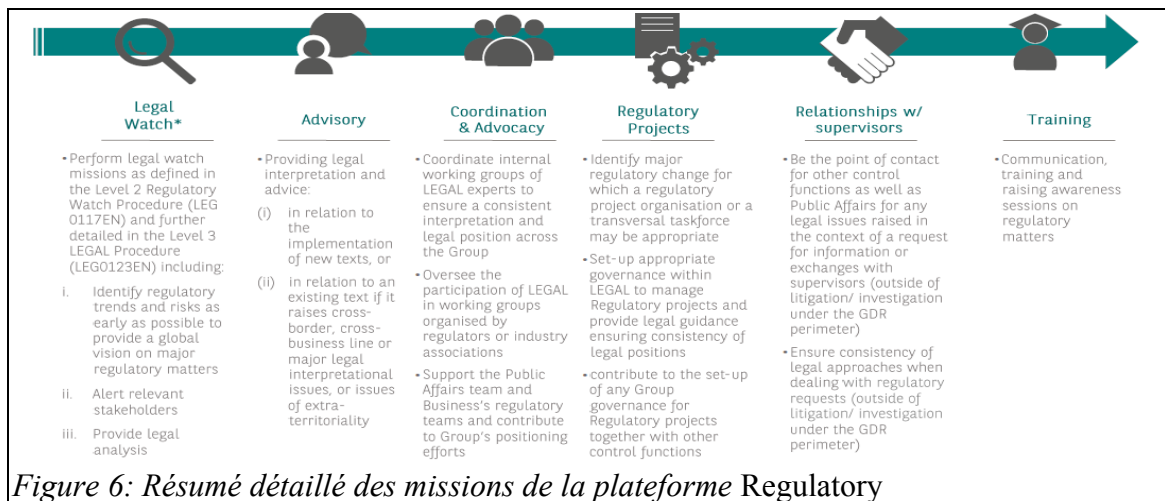 Legal
Watch*
• Perform legal watch
missions as defined in
the Level 2 Regulatory
Watch Procedure (LEG
0117EN) and further
detailed in the Level 3
LEGAL Procedure
(LEG0123EN) including:
i. Identify regulatory
trends and risks as
early as possible to
provide a global
vision on major
regulatory matters
ii. Alert relevant
stakeholders
iii. Provide legal
analysis
Advisory
• Providing legal
interpretation and
advice:
(i) in relation to
the
implementation
of new texts, or
(ii) in relation to an
existing text if it
raises cross-
border, cross-
business line or
major legal
interpretational
issues, or issues
of extra-
territoriality
Coordination
& Advocacy
• Coordinate internal
working groups of
LEGAL experts to
ensure a consistent
interpretation and
legal position across
the Group
• Oversee the
participation of LEGAL
in working groups
organised by
regulators or industry
associations
• Support the Public
Affairs team and
Business's regulatory
teams and contribute
to Group's positioning
efforts
Regulatory
Projects
• Identify major
regulatory change for
which a regulatory
project organisation or a
transversal taskforce
may be appropriate
• Set-up appropriate
governance within
LEGAL to manage
Regulatory projects and
provide legal guidance
ensuring consistency of
legal positions
• contribute to the set-up
of any Group
governance for
Regulatory projects
together with other
control functions
Relationships w/
supervisors
• Be the point of contact
for other control
functions as well as
Public Affairs for any
legal issues raised in
the context of a request
for information or
exchanges with
supervisors (outside of
litigation/ investigation
under the GDR
perimeter)
• Ensure consistency of
legal approaches when
dealing with regulatory
requests (outside of
litigation/ investigation
under the GDR
perimeter)
Training
• Communication,
training and
raising awareness
sessions on
regulatory
matters
Figure 6: Résumé détaillé des missions de la plateforme Regulatory